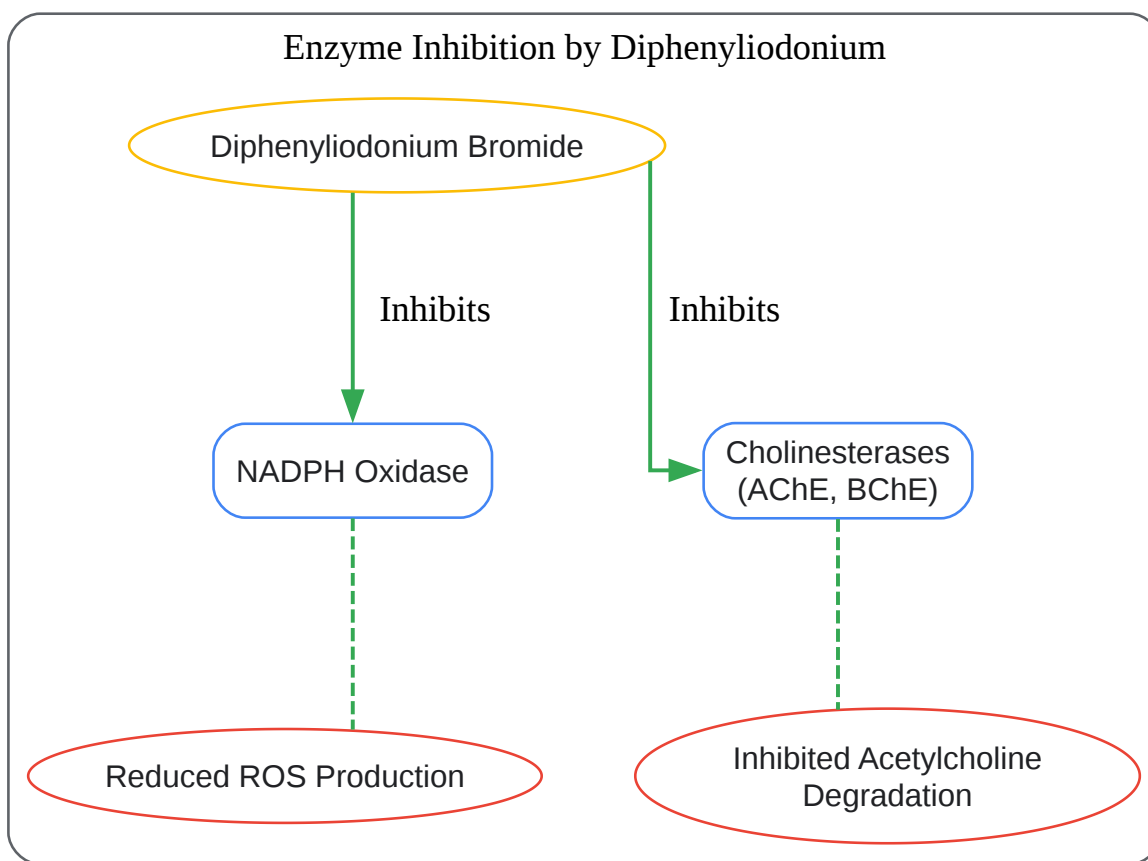 Enzyme Inhibition by Diphenyliodonium
Diphenyliodonium Bromide
Inhibits
Inhibits
NADPH Oxidase
Cholinesterases
(AChE, BChE)
Reduced ROS Production
Inhibited Acetylcholine
Degradation